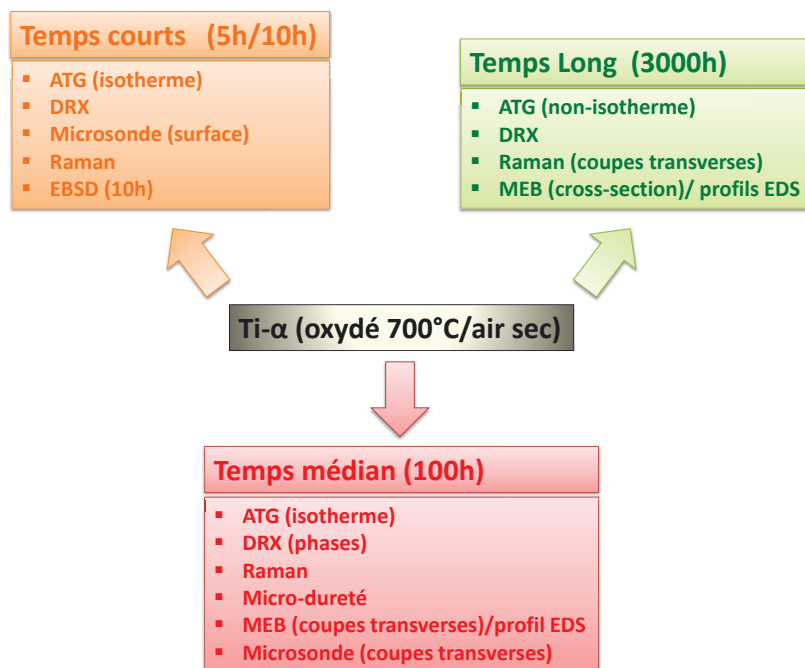 Temps courts (5h/10h)
▪ ATG (isotherme)
▪ DRX
▪ Microsonde (surface)
▪ Raman
▪ EBSD (10h)
Temps Long (3000h)
▪ ATG (non-isotherme)
▪ DRX
▪ Raman (coupes transverses)
▪ MEB (cross-section)/ profils EDS
Ti-α (oxydé 700°C/air sec)
Temps médian (100h)
▪ ATG (isotherme)
▪ DRX (phases)
▪ Raman
▪ Micro-dureté
▪ MEB (coupes transverses)/profil EDS
▪ Microsonde (coupes transverses)